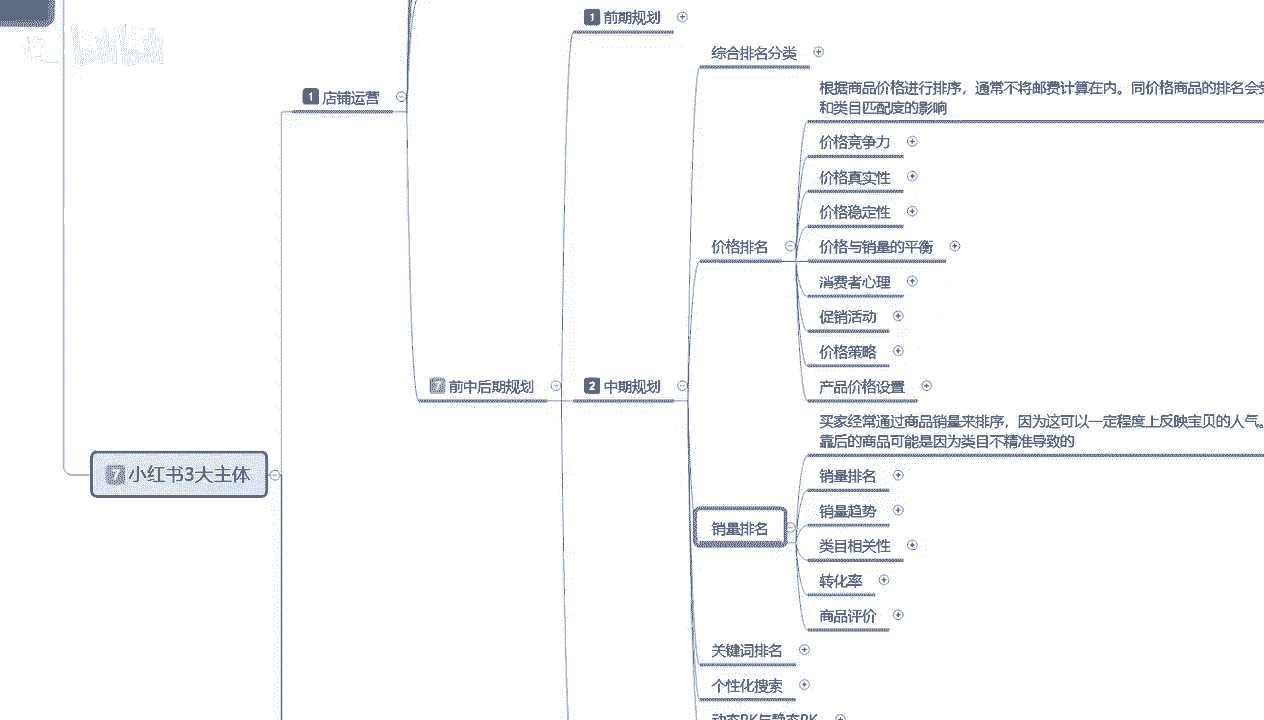 bilibili
1 前期规划
综合排名分类
根据商品价格进行排序，通常不将邮费计算在内。同价格商品的排名会
和类目匹配度的影响
1 店铺运营
价格竞争力
价格真实性
价格稳定性
价格排名
价格与销量的平衡
消费者心理
促销活动
价格策略
7 前中后期规划
2 中期规划
产品价格设置
买家经常通过商品销量来排序，因为这可以一定程度上反映宝贝的人气。
靠后的商品可能是因为类目不精准导致的
7 小红书3大主体
销量排名
销量趋势
销量排名
类目相关性
转化率
商品评价
关键词排名
个性化搜索
动态PK与静态PK